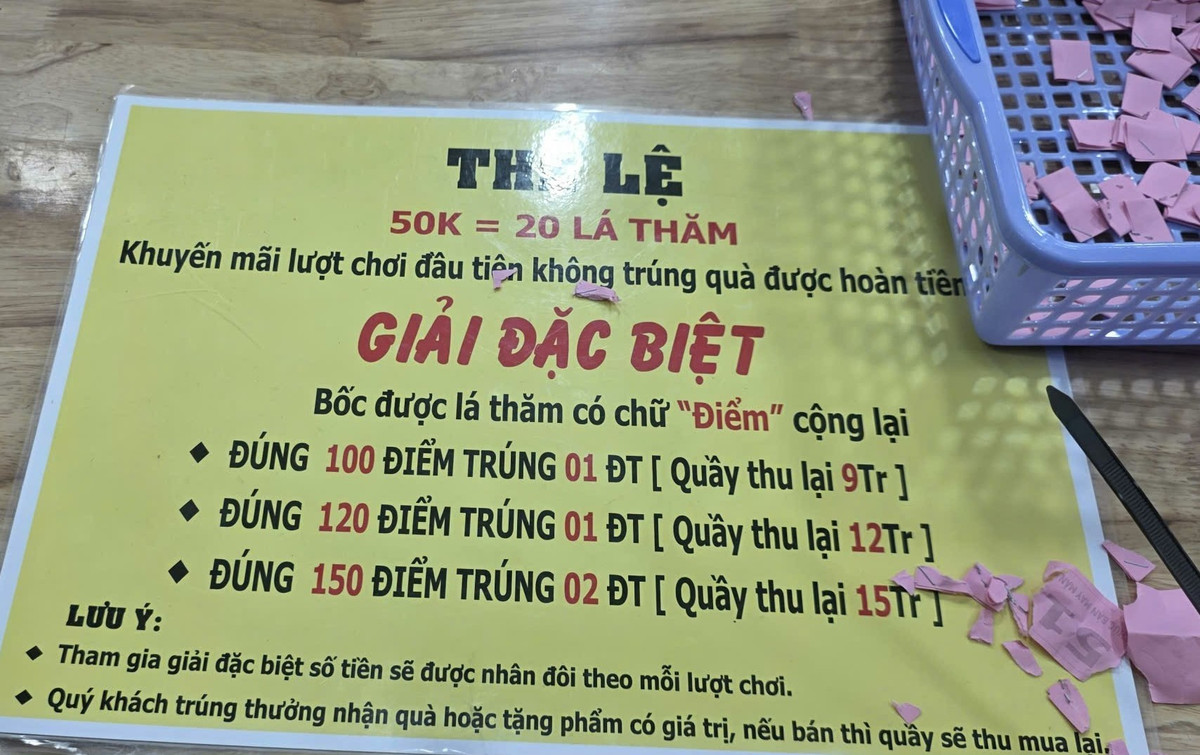 THỂ LỆ
50K = 20 LÁ THĂM
Khuyến mãi lượt chơi đầu tiên không trúng quà được hoàn tiền
GIẢI ĐẶC BIỆT
Bốc được lá thăm có chữ “Điểm” cộng lại
◆ ĐÚNG 100 ĐIỂM TRÚNG 01 ĐT [ Quầy thu lại 9Tr ]
◆ ĐÚNG 120 ĐIỂM TRÚNG 01 ĐT [ Quầy thu lại 12Tr ]
◆ ĐÚNG 150 ĐIỂM TRÚNG 02 ĐT [ Quầy thu lại 15Tr ]
LƯU Ý:
◆ Tham gia giải đặc biệt số tiền sẽ được nhân đôi theo mỗi lượt chơi.
◆ Quý khách trúng thưởng nhận quà hoặc tặng phẩm có giá trị, nếu bán thì quầy sẽ thu mua lại.
51